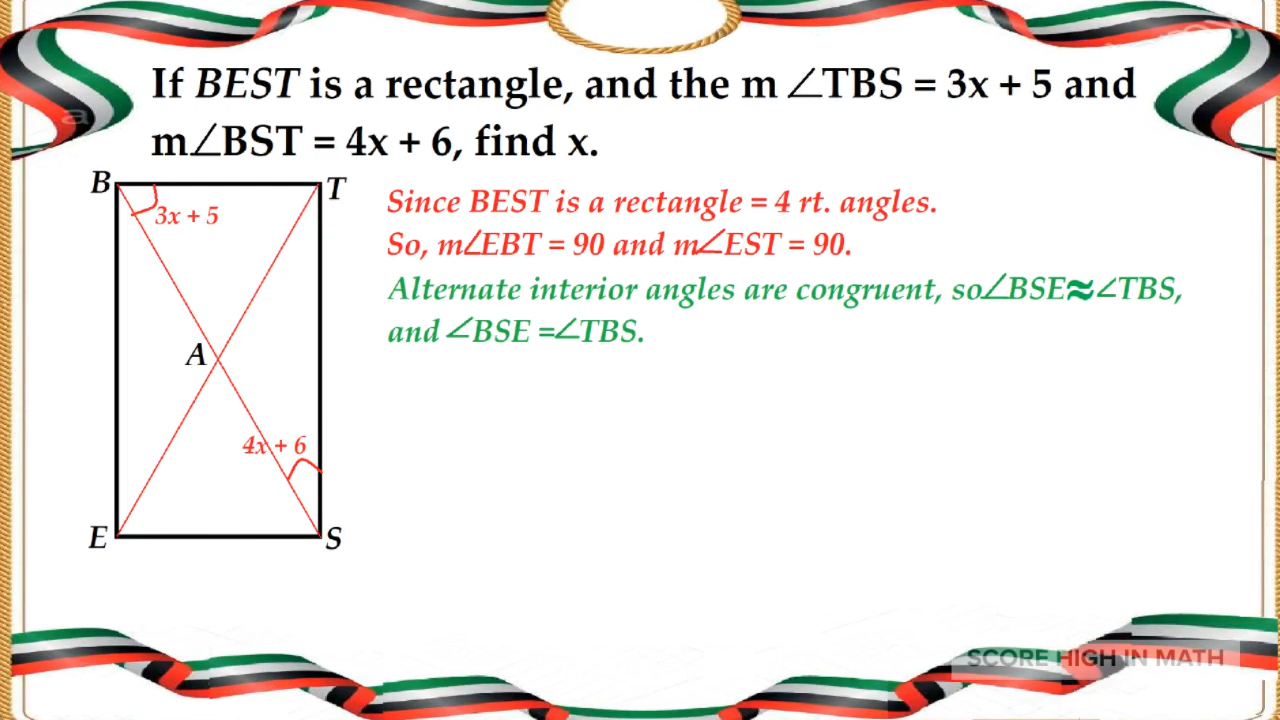 If BEST is a rectangle, and the m ∠TBS = 3x + 5 and
m∠BST = 4x + 6, find x.
B
T
3x + 5
Since BEST is a rectangle = 4 rt. angles.
So, m∠EBT = 90 and m∠EST = 90.
Alternate interior angles are congruent, so∠BSE≈∠TBS,
and ∠BSE =∠TBS.
A
4x + 6
E
S
SCORE HIGH IN MATH